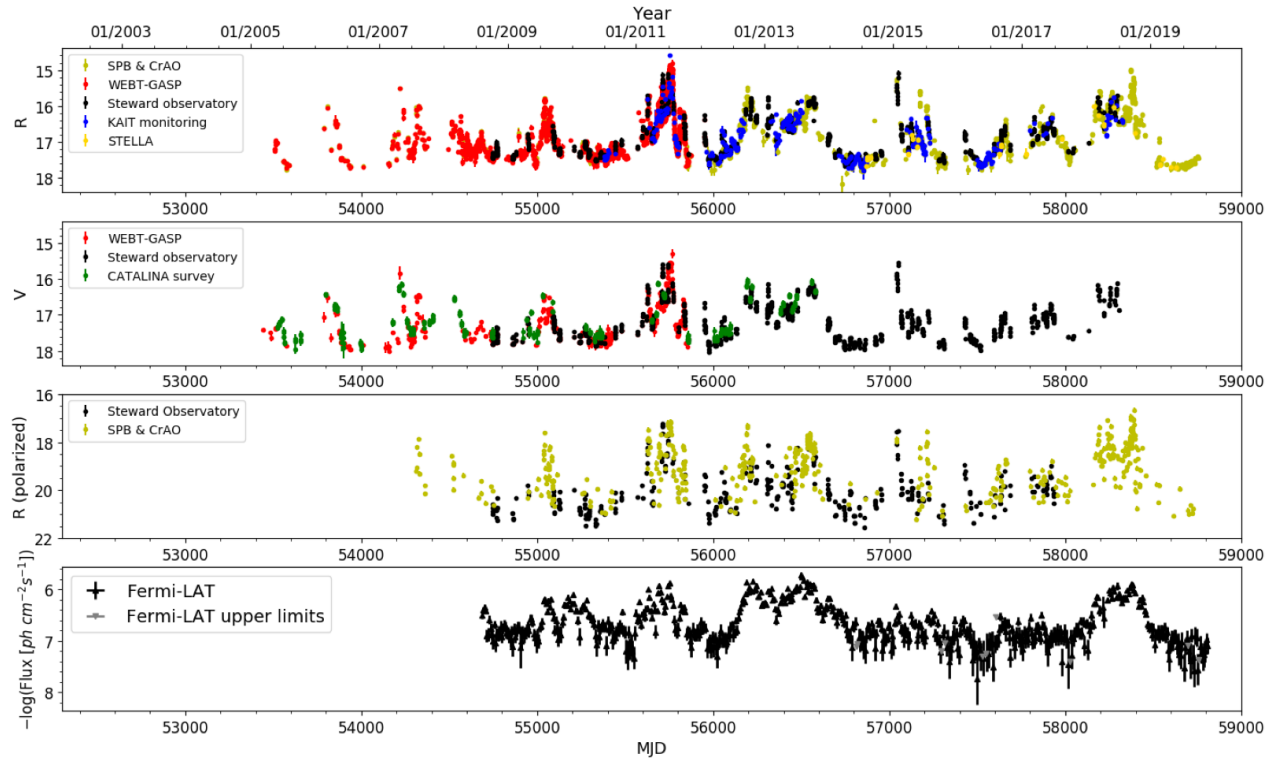 Year
01/2003 01/2005 01/2007 01/2009 01/2011 01/2013 01/2015 01/2017 01/2019
R
15
16
17
18
SPB & CrAO
WEBT-GASP
Steward observatory
KAIT monitoring
STELLA
53000 54000 55000 56000 57000 58000 59000
V
15
16
17
18
WEBT-GASP
Steward observatory
CATALINA survey
53000 54000 55000 56000 57000 58000 59000
R (polarized)
16
18
20
22
Steward Observatory
SPB & CrAO
53000 54000 55000 56000 57000 58000 59000
−log(Flux [ph cm⁻²s⁻¹])
6
7
8
Fermi-LAT
Fermi-LAT upper limits
53000 54000 55000 56000 57000 58000 59000
MJD